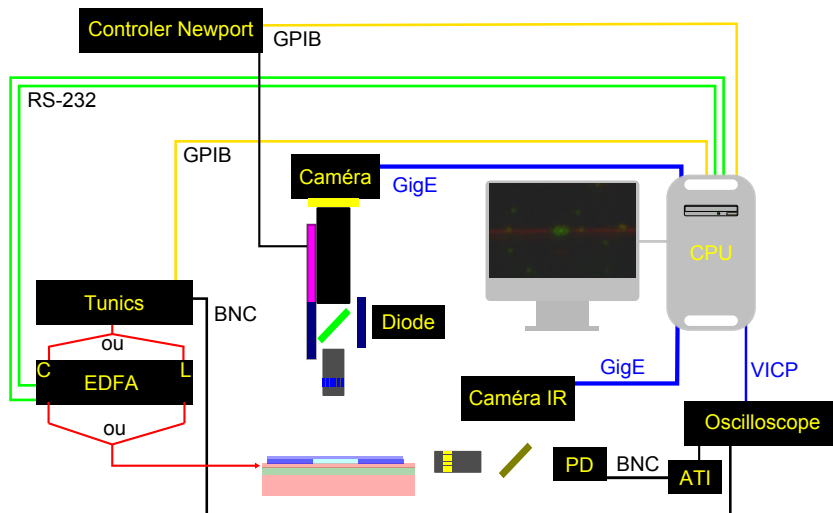 Controler Newport
GPIB
RS-232
GPIB
Caméra
GigE
CPU
Tunics
BNC
Diode
ou
C
L
EDFA
GigE
VICP
Caméra IR
Oscilloscope
ou
PD
BNC
ATI